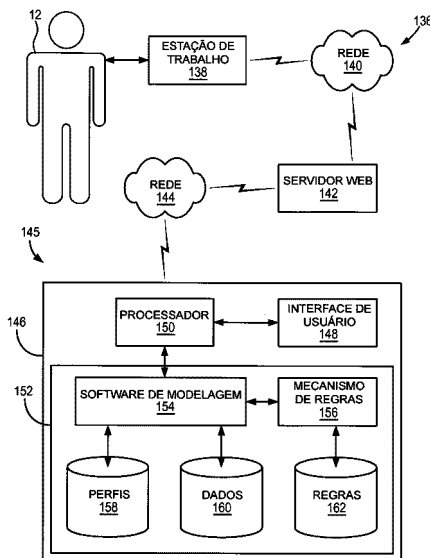 12
ESTAÇÃO DE
TRABALHO
138
REDE
140
136
REDE
144
SERVIDOR WEB
142
145
146
PROCESSADOR
150
INTERFACE DE
USUÁRIO
148
152
SOFTWARE DE MODELAGEM
154
MECANISMO
DE REGRAS
156
PERFIS
158
DADOS
160
REGRAS
162